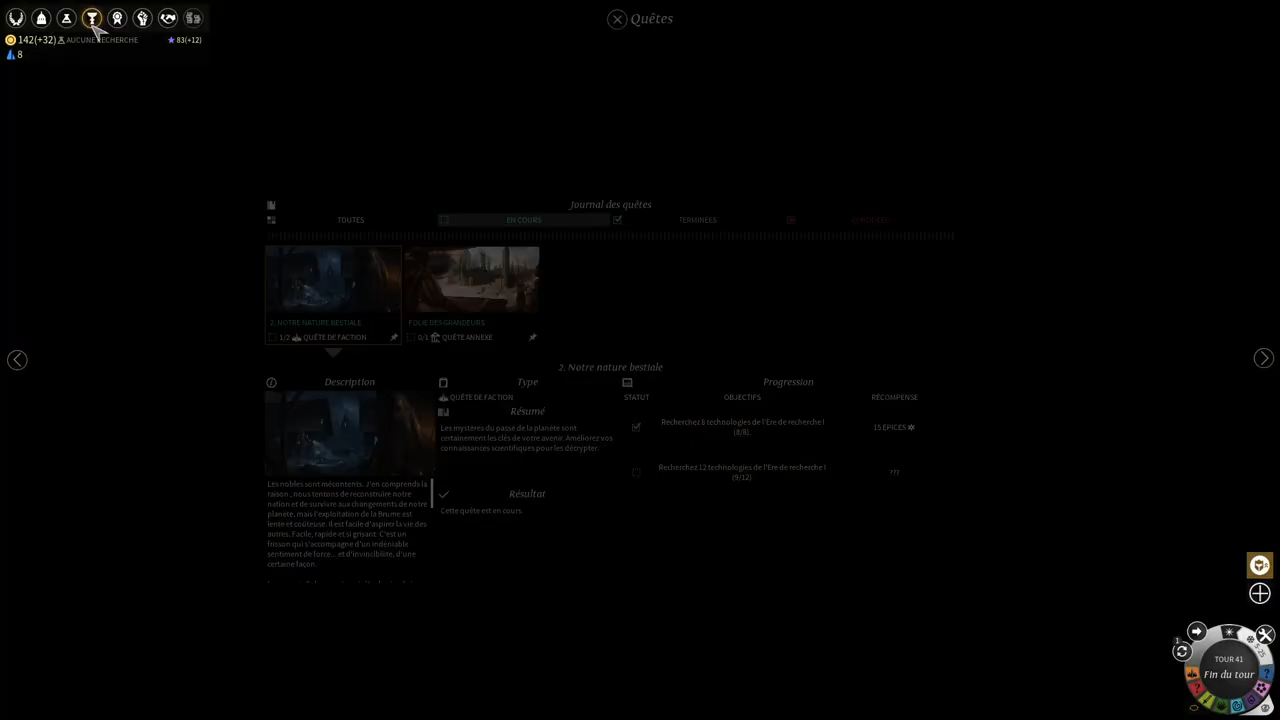 Quêtes
142(+32) AUCUNE RECHERCHE 83(+12)
8
Journal des quêtes
TOUTES EN COURS TERMINÉES
2. NOTRE NATURE BESTIALE FOLIE DES GRANDEURS
1/2 QUÊTE DE FACTION 0/1 QUÊTE ANNEXE
2. Notre nature bestiale
Description Type Progression
QUÊTE DE FACTION STATUT OBJECTIFS RÉCOMPENSE
Résumé
Les mystères du passé de la planète sont
certainement les clés de votre avenir. Améliorez vos
connaissances scientifiques pour les décrypter.
Recherchez 8 technologies de l'Ère de recherche I
(8/8).
15 ÉPICES
Recherchez 12 technologies de l'Ère de recherche I
(9/12)
???
Résultat
Cette quête est en cours.
Les nobles sont mécontents. J'en comprends la
raison, nous tentons de reconstruire notre
nation et de survivre aux changements de notre
planète, mais l'exploitation de la Brume est
lente et coûteuse. Il est facile d'aspirer la vie des
autres. Facile, rapide et si grisant. C'est un
frisson qui s'accompagne d'un indéniable
sentiment de force... et d'invincibilité, d'une
certaine façon.
1
5-25
TOUR 41
Fin du tour